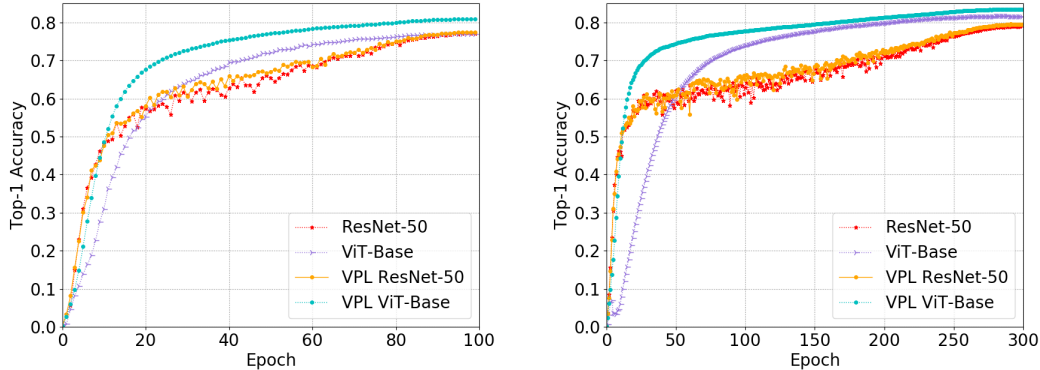 0.8
0.7
0.6
0.5
0.4
0.3
0.2
0.1
0.0
Top-1 Accuracy
0 20 40 60 80 100
Epoch
ResNet-50
ViT-Base
VPL ResNet-50
VPL ViT-Base
0.8
0.7
0.6
0.5
0.4
0.3
0.2
0.1
0.0
Top-1 Accuracy
0 50 100 150 200 250 300
Epoch
ResNet-50
ViT-Base
VPL ResNet-50
VPL ViT-Base